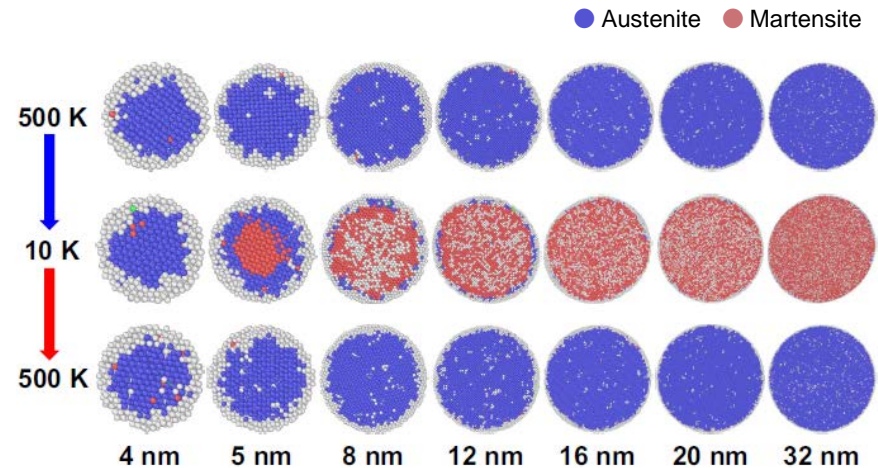 Austenite Martensite
500 K
10 K
500 K
4 nm 5 nm 8 nm 12 nm 16 nm 20 nm 32 nm